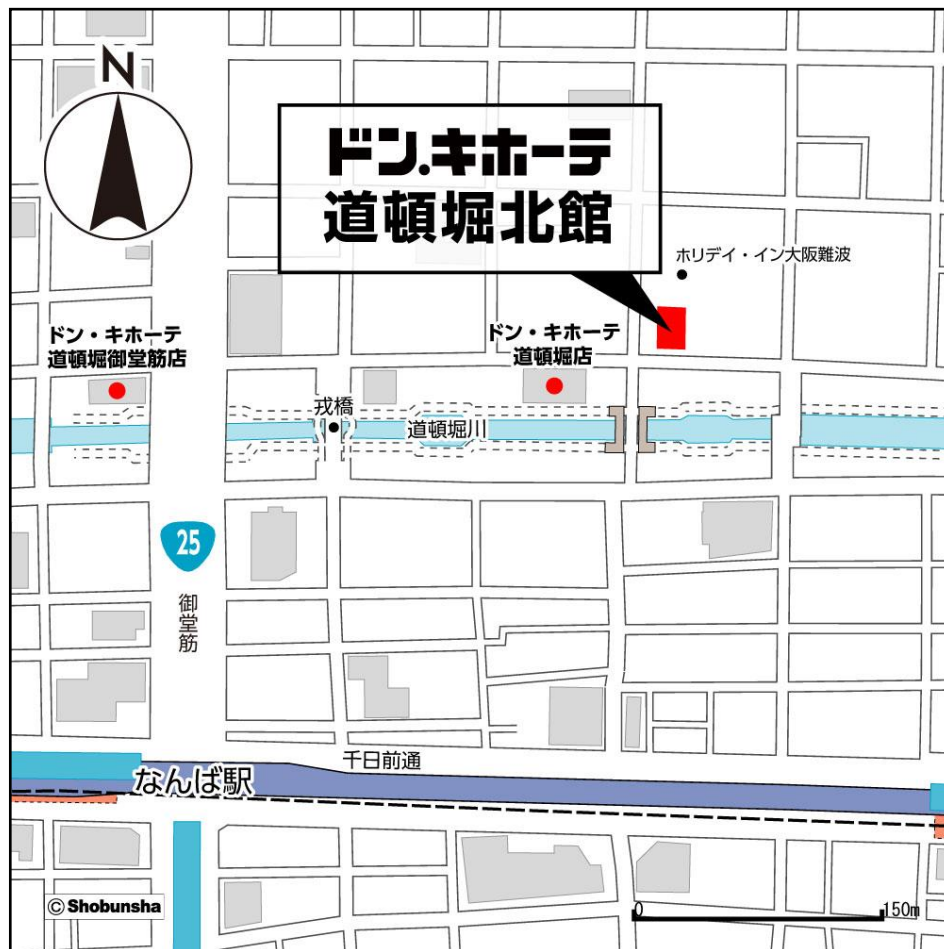 N
ドン.キホーテ
道頓堀北館
ホリデイ・イン大阪難波
ドン・キホーテ
道頓堀御堂筋店
ドン・キホーテ
道頓堀店
戎橋
道頓堀川
25
御堂筋
千日前通
なんば駅
© Shobunsha
0 150m